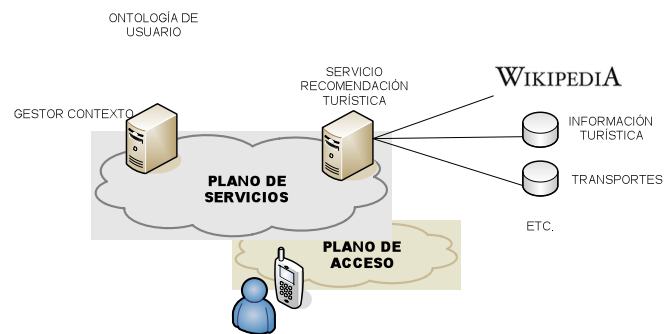 ONTOLOGÍA DE
USUARIO
GESTOR CONTEXTO
SERVICIO
RECOMENDACIÓN
TURÍSTICA
WIKIPEDIA
INFORMACIÓN
TURÍSTICA
TRANSPORTES
ETC.
PLANO DE
SERVICIOS
PLANO DE
ACCESO